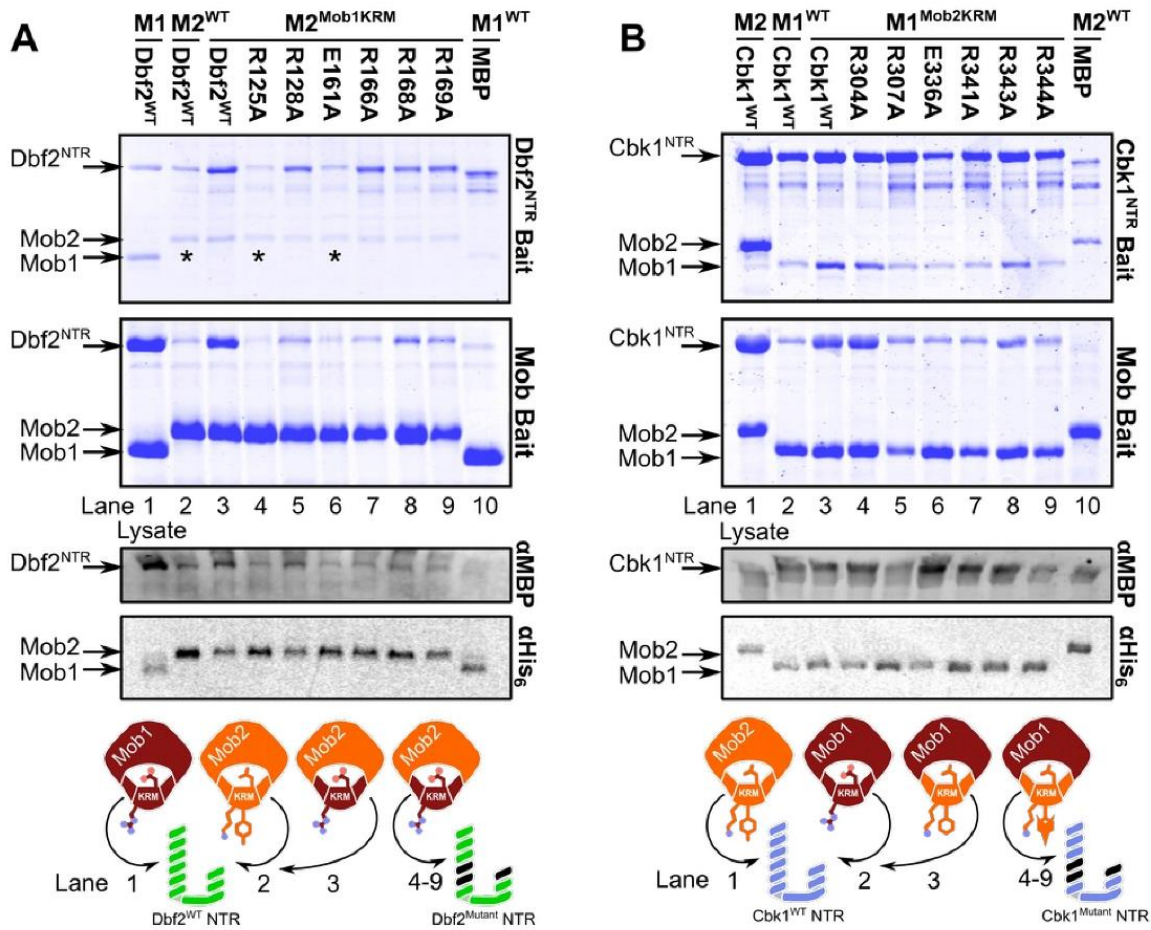 A
M1 M2WT M2Mob1KRM M1WT
Dbf2WT Dbf2WT Dbf2WT R125A R128A E161A R166A R168A R169A MBP
Dbf2NTR
Mob2
Mob1
* * *
Dbf2NTR Bait
Dbf2NTR
Mob2
Mob1
Mob Bait
Lane 1 2 3 4 5 6 7 8 9 10
Lysate
Dbf2NTR
αMBP
Mob2
Mob1
αHis6
Mob1 Mob2 Mob2 Mob2
KRM KRM KRM KRM
Lane 1 2 3 4-9
Dbf2WT NTR Dbf2Mutant NTR
B
M2 M1WT M1Mob2KRM M2WT
Cbk1WT Cbk1WT Cbk1WT R304A R307A E336A R341A R343A R344A MBP
Cbk1NTR
Mob2
Mob1
Cbk1NTR Bait
Cbk1NTR
Mob2
Mob1
Mob Bait
Lane 1 2 3 4 5 6 7 8 9 10
Lysate
Cbk1NTR
αMBP
Mob2
Mob1
αHis6
Mob2 Mob1 Mob1 Mob1
KRM KRM KRM KRM
Lane 1 2 3 4-9
Cbk1WT NTR Cbk1Mutant NTR